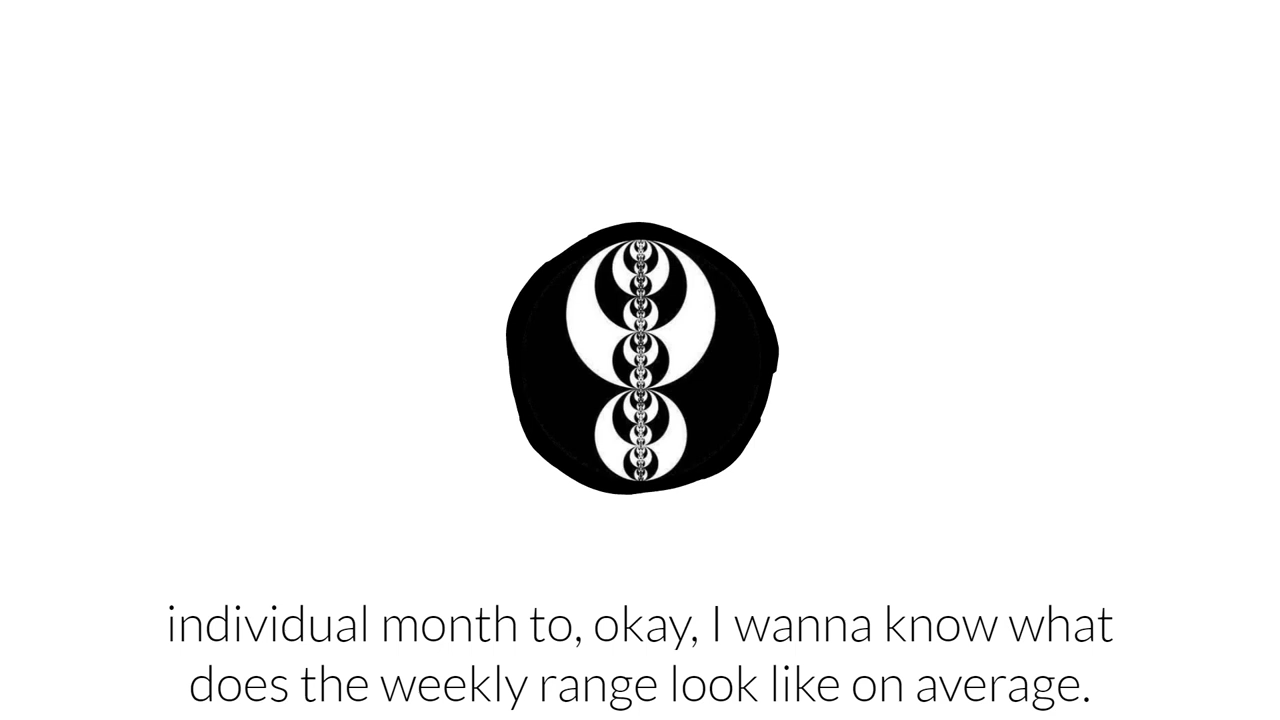 individual month to, okay, I wanna know what
does the weekly range look like on average.